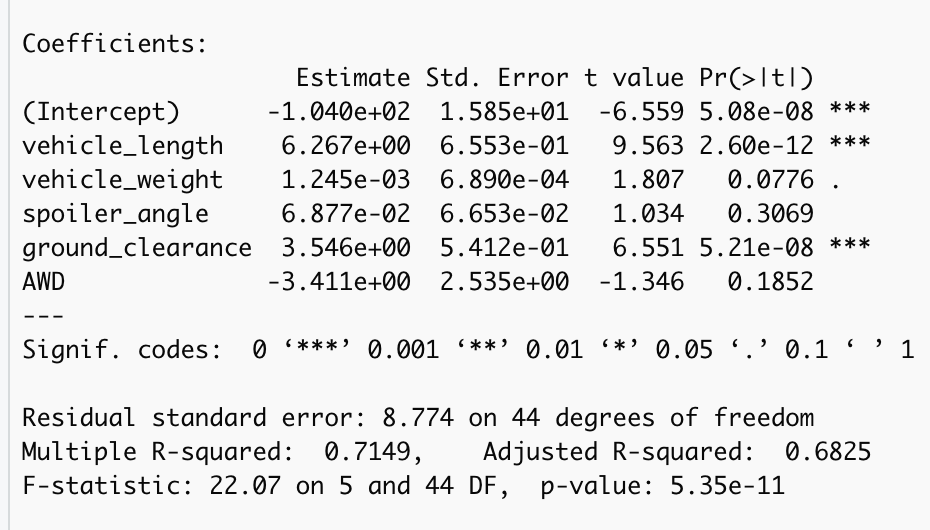 Coefficients:
Estimate Std. Error t value Pr(>|t|)
(Intercept) -1.040e+02 1.585e+01 -6.559 5.08e-08 ***
vehicle_length 6.267e+00 6.553e-01 9.563 2.60e-12 ***
vehicle_weight 1.245e-03 6.890e-04 1.807 0.0776 .
spoiler_angle 6.877e-02 6.653e-02 1.034 0.3069
ground_clearance 3.546e+00 5.412e-01 6.551 5.21e-08 ***
AWD -3.411e+00 2.535e+00 -1.346 0.1852
---
Signif. codes: 0 ‘***’ 0.001 ‘**’ 0.01 ‘*’ 0.05 ‘.’ 0.1 ‘ ’ 1
Residual standard error: 8.774 on 44 degrees of freedom
Multiple R-squared: 0.7149, Adjusted R-squared: 0.6825
F-statistic: 22.07 on 5 and 44 DF, p-value: 5.35e-11